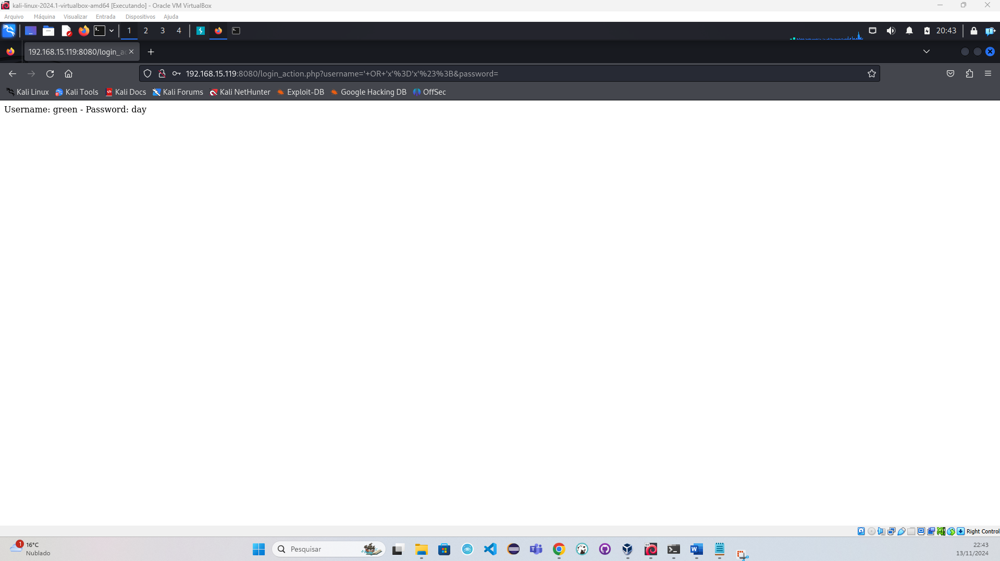 kali-linux-2024.1-virtualbox-amd64 [Executando] - Oracle VM VirtualBox
Arquivo Máquina Visualizar Entrada Dispositivos Ajuda
1 2 3 4 20:43
192.168.15.119:8080/login_ac
192.168.15.119:8080/login_action.php?username='+OR+'x'%3D'x'%23%3B&password=
Kali Linux Kali Tools Kali Docs Kali Forums Kali NetHunter Exploit-DB Google Hacking DB OffSec
Username: green - Password: day
Right Control
1 16°C
Nublado
Pesquisar
22:43
13/11/2024